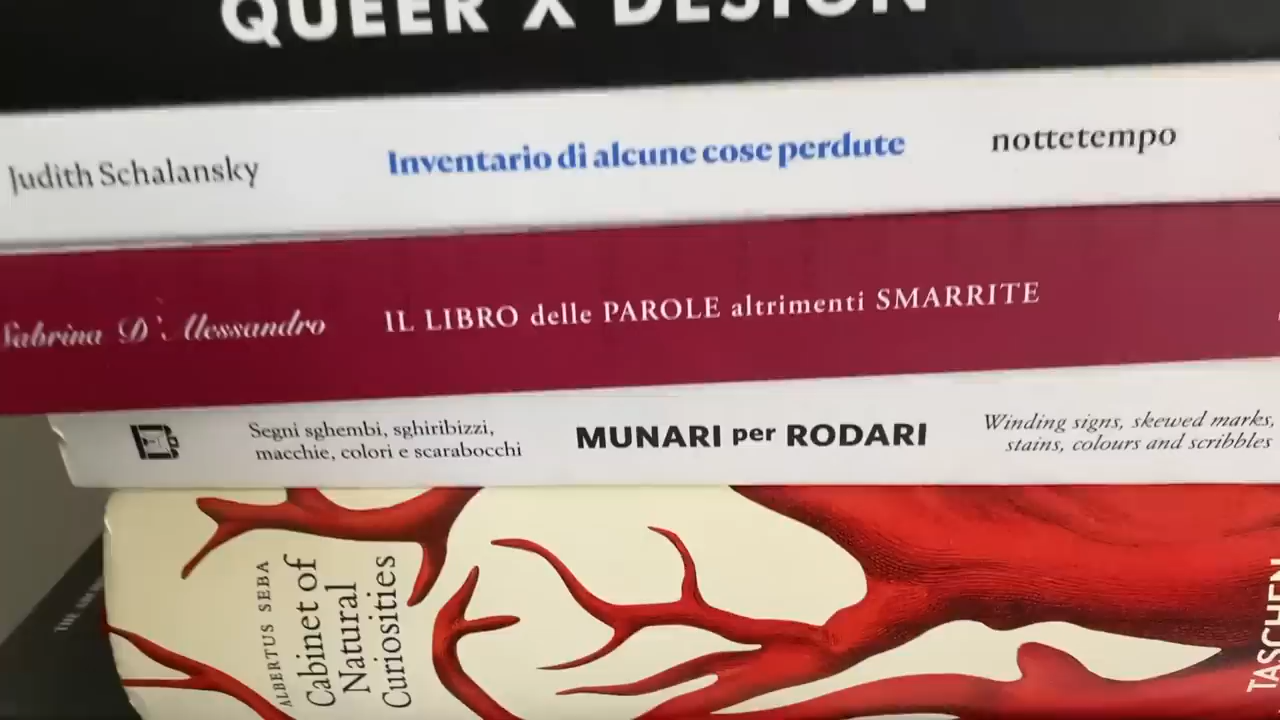 QUEER X DESIGN
Judith Schalansky Inventario di alcune cose perdute nottetempo
Sabrina D'Alessandro IL LIBRO delle PAROLE altrimenti SMARRITE
Segni sghembi, sghiribizzi,
macchie, colori e scarabocchi
MUNARI per RODARI
Winding signs, skewed marks,
stains, colours and scribbles
ALBERTUS SEBA
Cabinet of
Natural
Curiosities
TASCHEN